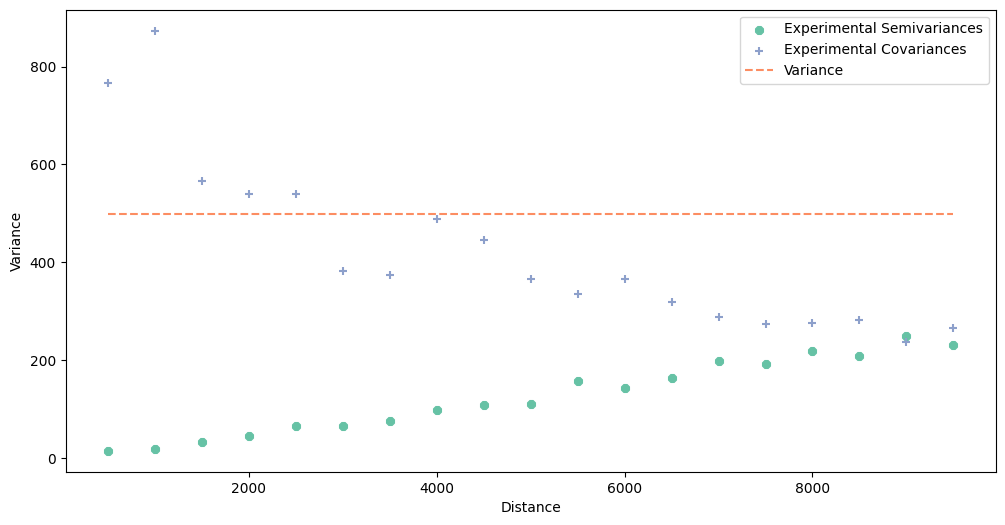 Experimental Semivariances
Experimental Covariances
Variance
800
600
400
200
0
Variance
2000
4000
6000
8000
Distance